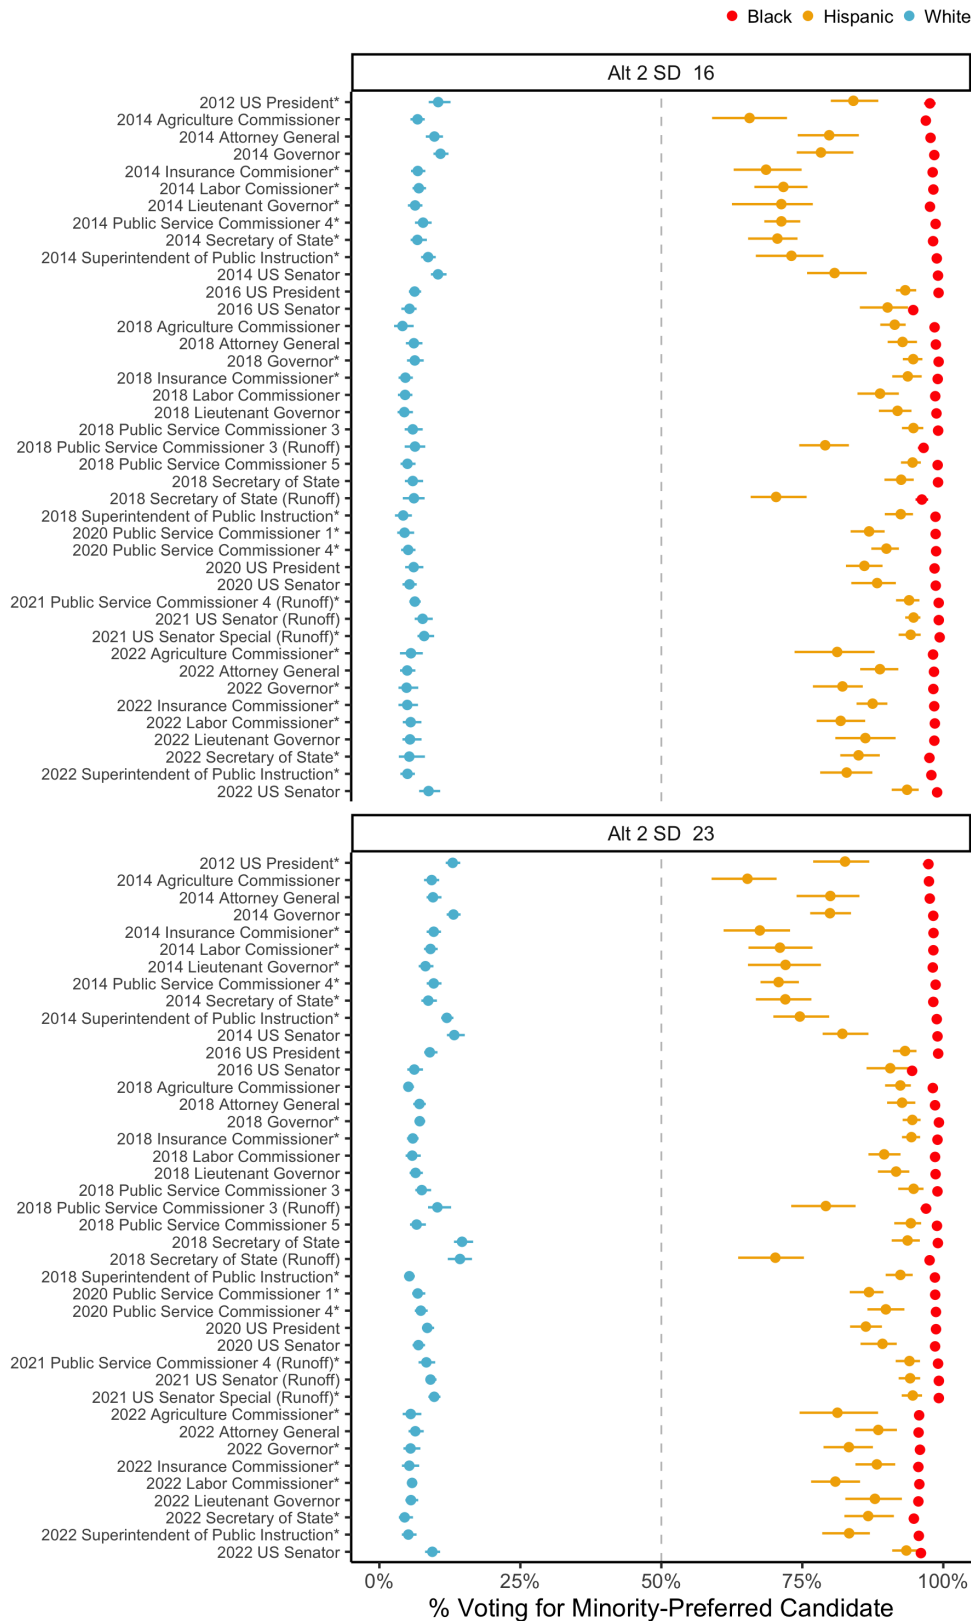 Black Hispanic White
Alt 2 SD 16
2012 US President*
2014 Agriculture Commissioner
2014 Attorney General
2014 Governor
2014 Insurance Commisioner*
2014 Labor Comissioner*
2014 Lieutenant Governor*
2014 Public Service Commissioner 4*
2014 Secretary of State*
2014 Superintendent of Public Instruction*
2014 US Senator
2016 US President
2016 US Senator
2018 Agriculture Commissioner
2018 Attorney General
2018 Governor*
2018 Insurance Commissioner*
2018 Labor Commissioner
2018 Lieutenant Governor
2018 Public Service Commissioner 3
2018 Public Service Commissioner 3 (Runoff)
2018 Public Service Commissioner 5
2018 Secretary of State
2018 Secretary of State (Runoff)
2018 Superintendent of Public Instruction*
2020 Public Service Commissioner 1*
2020 Public Service Commissioner 4*
2020 US President
2020 US Senator
2021 Public Service Commissioner 4 (Runoff)*
2021 US Senator (Runoff)
2021 US Senator Special (Runoff)*
2022 Agriculture Commissioner*
2022 Attorney General
2022 Governor*
2022 Insurance Commissioner*
2022 Labor Commissioner*
2022 Lieutenant Governor
2022 Secretary of State*
2022 Superintendent of Public Instruction*
2022 US Senator
Alt 2 SD 23
2012 US President*
2014 Agriculture Commissioner
2014 Attorney General
2014 Governor
2014 Insurance Commisioner*
2014 Labor Comissioner*
2014 Lieutenant Governor*
2014 Public Service Commissioner 4*
2014 Secretary of State*
2014 Superintendent of Public Instruction*
2014 US Senator
2016 US President
2016 US Senator
2018 Agriculture Commissioner
2018 Attorney General
2018 Governor*
2018 Insurance Commissioner*
2018 Labor Commissioner
2018 Lieutenant Governor
2018 Public Service Commissioner 3
2018 Public Service Commissioner 3 (Runoff)
2018 Public Service Commissioner 5
2018 Secretary of State
2018 Secretary of State (Runoff)
2018 Superintendent of Public Instruction*
2020 Public Service Commissioner 1*
2020 Public Service Commissioner 4*
2020 US President
2020 US Senator
2021 Public Service Commissioner 4 (Runoff)*
2021 US Senator (Runoff)
2021 US Senator Special (Runoff)*
2022 Agriculture Commissioner*
2022 Attorney General
2022 Governor*
2022 Insurance Commissioner*
2022 Labor Commissioner*
2022 Lieutenant Governor
2022 Secretary of State*
2022 Superintendent of Public Instruction*
2022 US Senator
0% 25% 50% 75% 100%
% Voting for Minority-Preferred Candidate